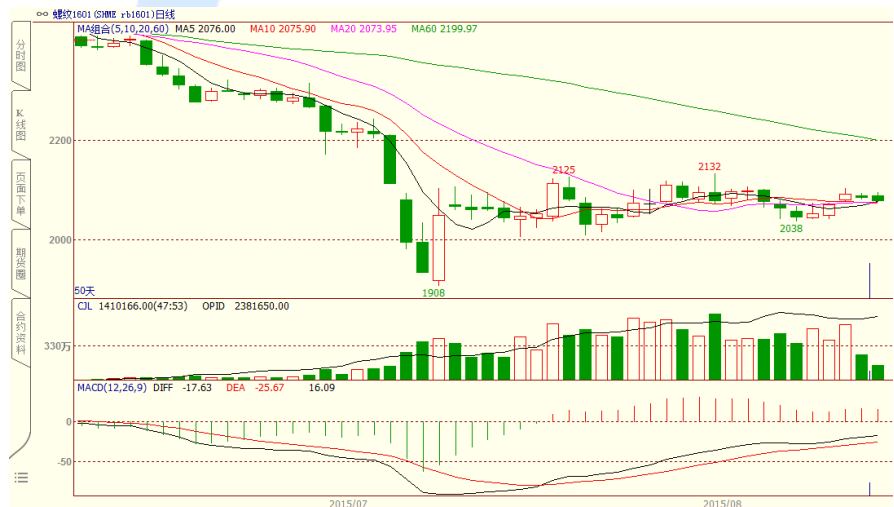 螺纹1601(SHME rb1601)日线
MA组合(5,10,20,60) MA5 2076.00 MA10 2075.90 MA20 2073.95 MA60 2199.97
分时图
K线图
页面下单
期货圈
合约资料
2200
2125
2132
2000
2038
1908
50天
CJL 1410166.00(47:53) OPID 2381650.00
330万
MACD(12,26,9) DIFF -17.63 DEA -25.67 16.09
0
-50
2015/07
2015/08